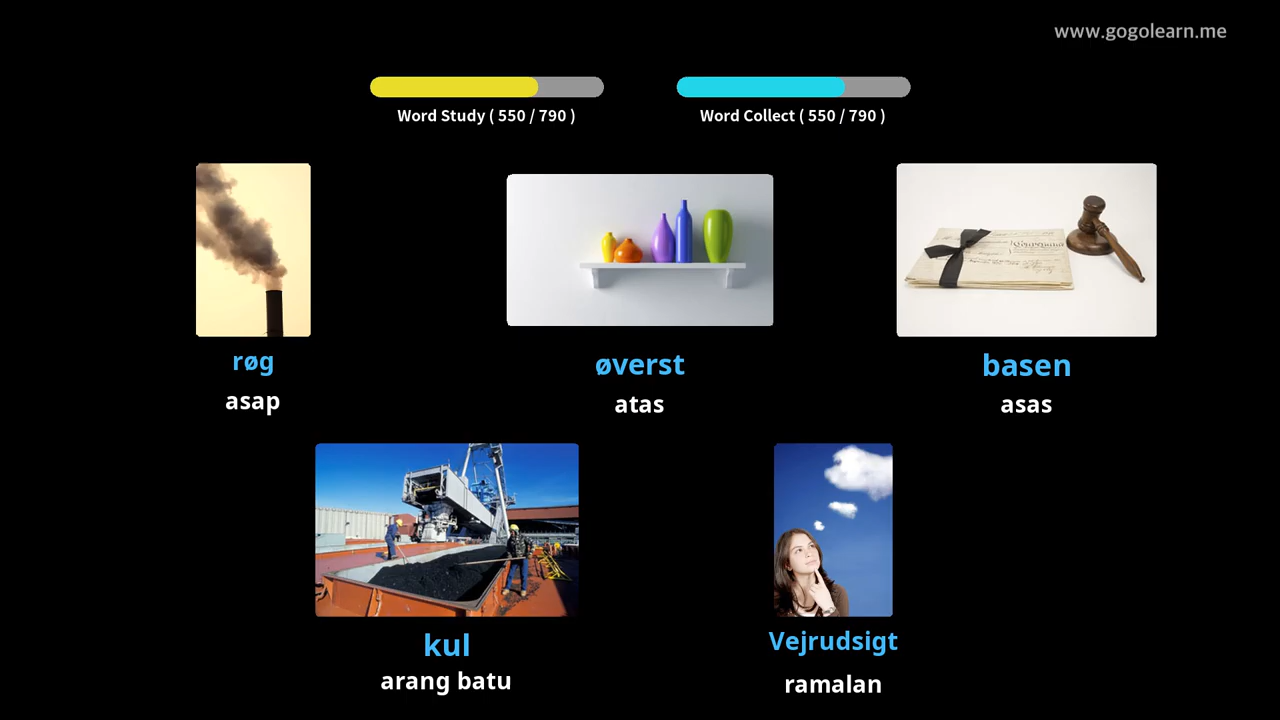 www.gogolearn.me
Word Study ( 550 / 790 )
Word Collect ( 550 / 790 )
røg
øverst
basen
asap
atas
asas
kul
Vejrudsigt
arang batu
ramalan